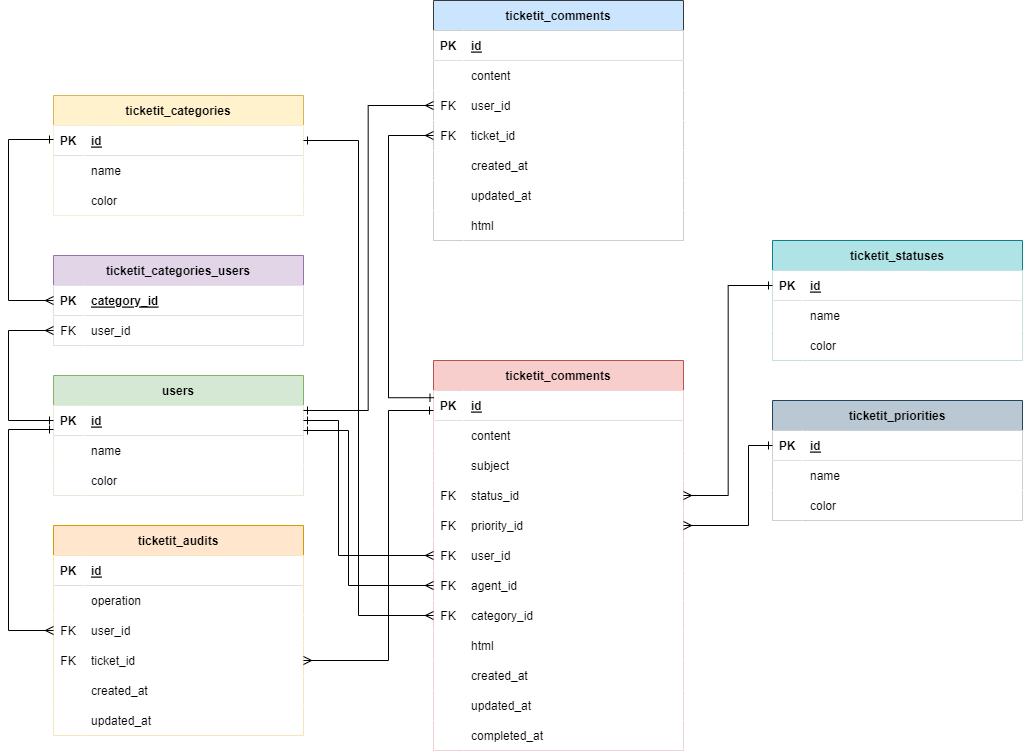 ticketit_comments
PK id
content
FK user_id
FK ticket_id
created_at
updated_at
html
ticketit_categories
PK id
name
color
ticketit_categories_users
PK category_id
FK user_id
users
PK id
name
color
ticketit_audits
PK id
operation
FK user_id
FK ticket_id
created_at
updated_at
ticketit_comments
PK id
content
subject
FK status_id
FK priority_id
FK user_id
FK agent_id
FK category_id
html
created_at
updated_at
completed_at
ticketit_statuses
PK id
name
color
ticketit_priorities
PK id
name
color